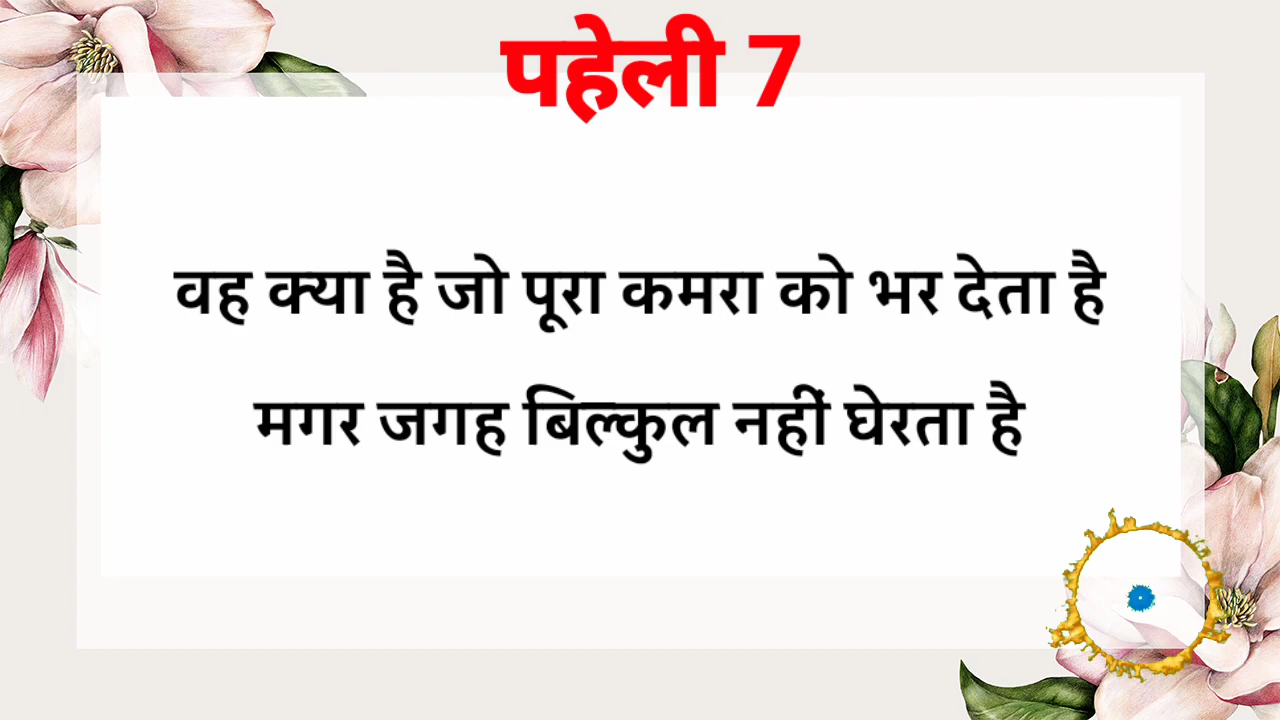 पहेली 7
वह क्या है जो पूरा कमरा को भर देता है
मगर जगह बिल्कुल नहीं घेरता है